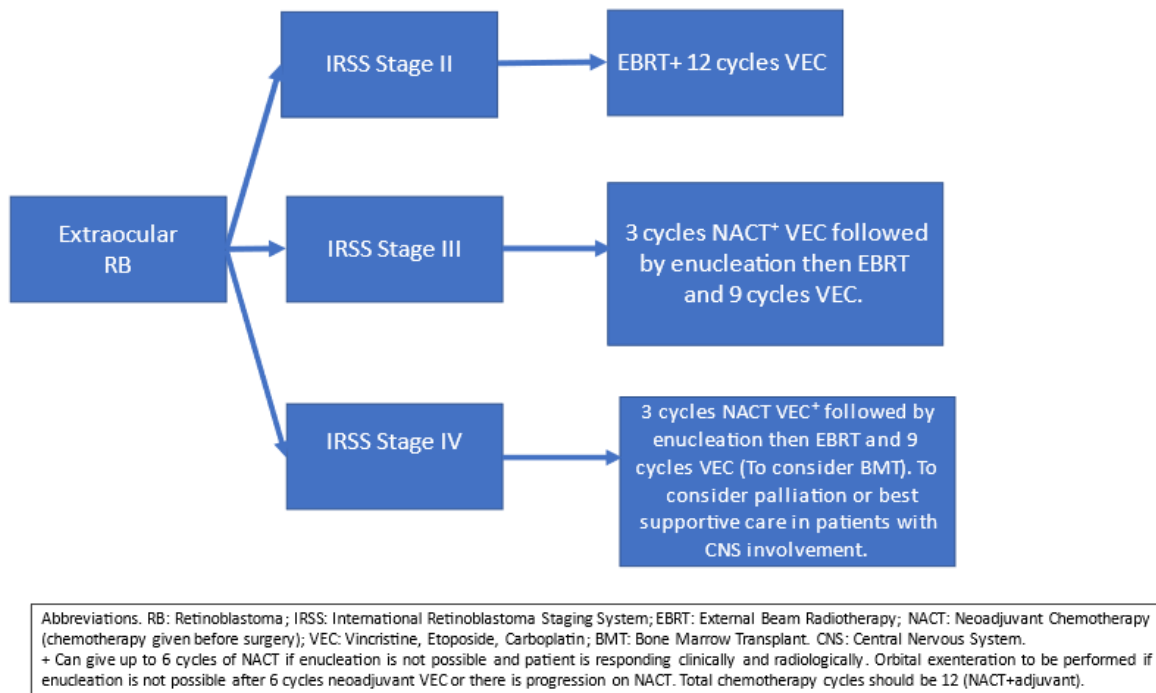 IRSS Stage II
EBRT+ 12 cycles VEC
Extraocular
RB
IRSS Stage III
3 cycles NACT⁺ VEC followed
by enucleation then EBRT
and 9 cycles VEC.
IRSS Stage IV
3 cycles NACT VEC⁺ followed by
enucleation then EBRT and 9
cycles VEC (To consider BMT). To
consider palliation or best
supportive care in patients with
CNS involvement.
Abbreviations. RB: Retinoblastoma; IRSS: International Retinoblastoma Staging System; EBRT: External Beam Radiotherapy; NACT: Neoadjuvant Chemotherapy
(chemotherapy given before surgery); VEC: Vincristine, Etoposide, Carboplatin; BMT: Bone Marrow Transplant. CNS: Central Nervous System.
+ Can give up to 6 cycles of NACT if enucleation is not possible and patient is responding clinically and radiologically. Orbital exenteration to be performed if
enucleation is not possible after 6 cycles neoadjuvant VEC or there is progression on NACT. Total chemotherapy cycles should be 12 (NACT+adjuvant).